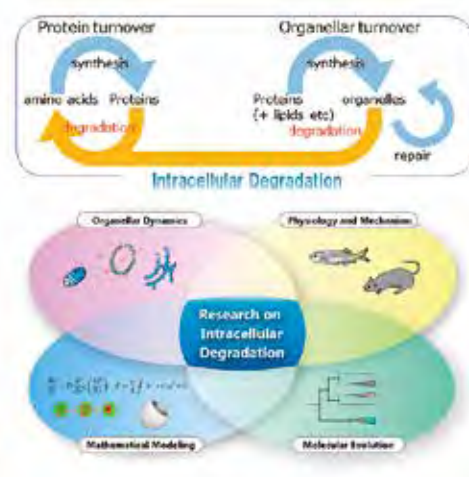 Protein turnover
Organellar turnover
synthesis
synthesis
amino acids Proteins
Proteins organelles
(+ lipids etc)
degradation
degradation
repair
Intracellular Degradation
Organellar Dynamics
Physiology and Mechanism
Research on
Intracellular
Degradation
Mathematical Modeling
Molecular Evolution